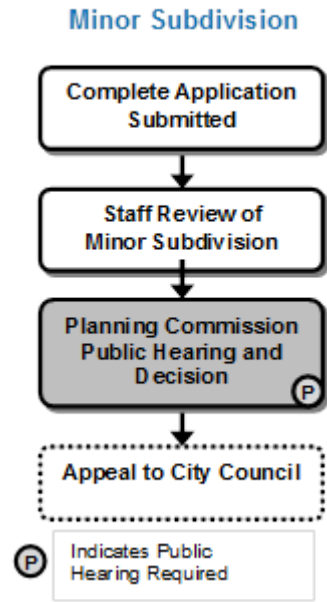 Minor Subdivision
Complete Application
Submitted
Staff Review of
Minor Subdivision
Planning Commission
Public Hearing and
Decision
P
Appeal to City Council
P
Indicates Public
Hearing Required